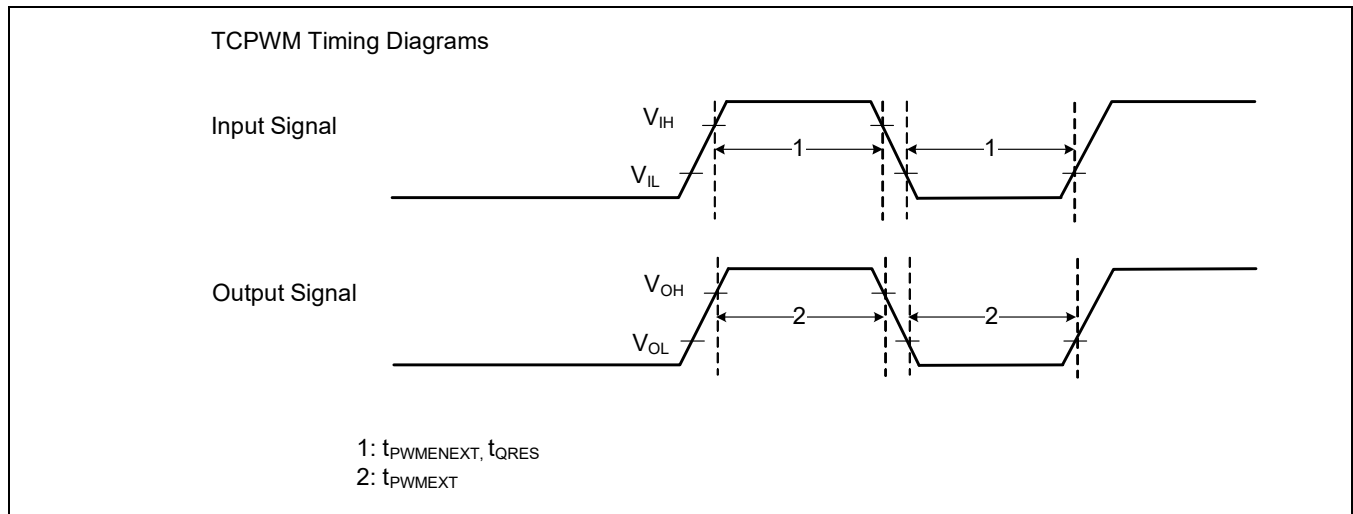 TCPWM Timing Diagrams
Input Signal
VIH
VIL
1
1
Output Signal
VOH
VOL
2
2
1: tPWMENEXT, tQRES
2: tPWMEXT